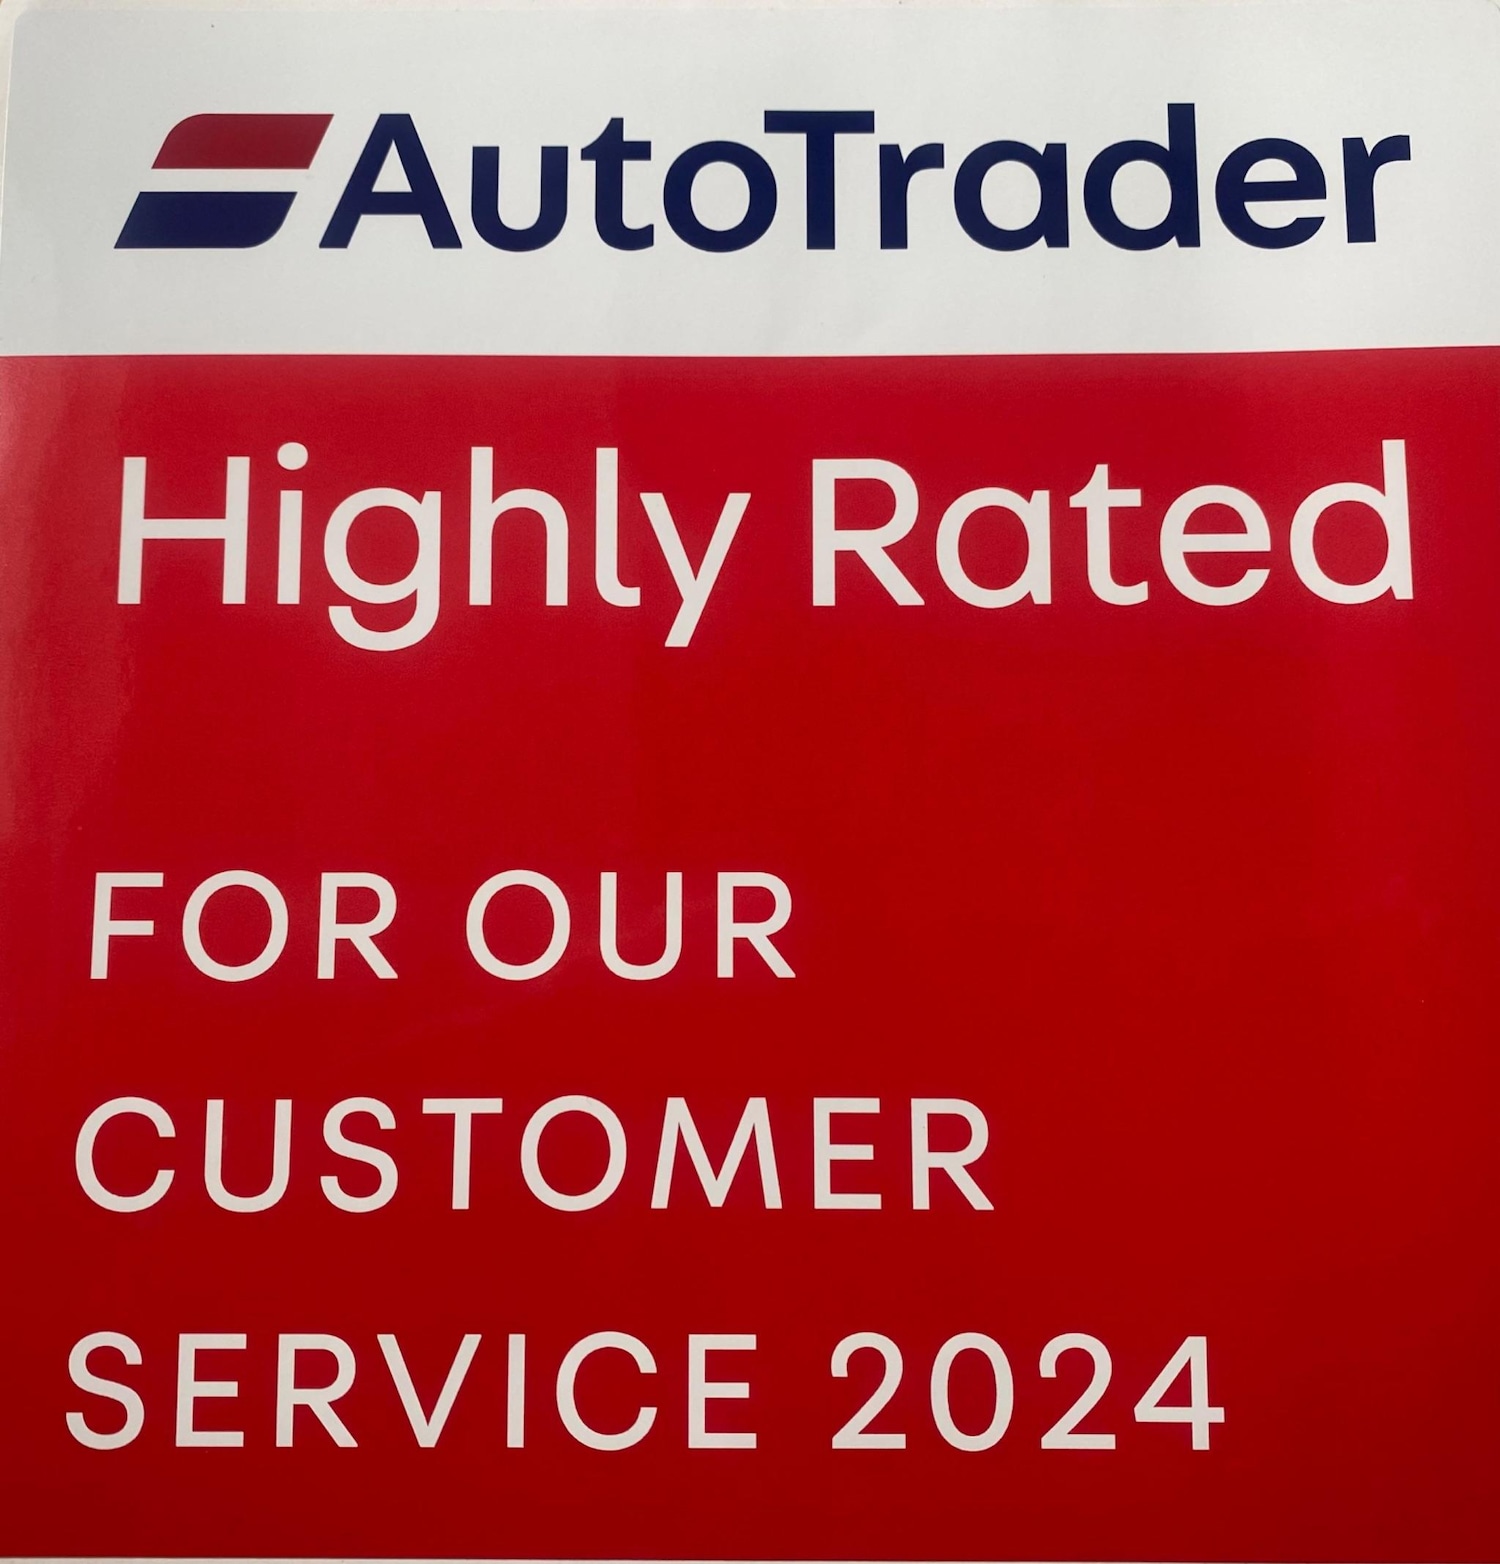 AutoTrader
Highly Rated
FOR OUR
CUSTOMER
SERVICE 2024